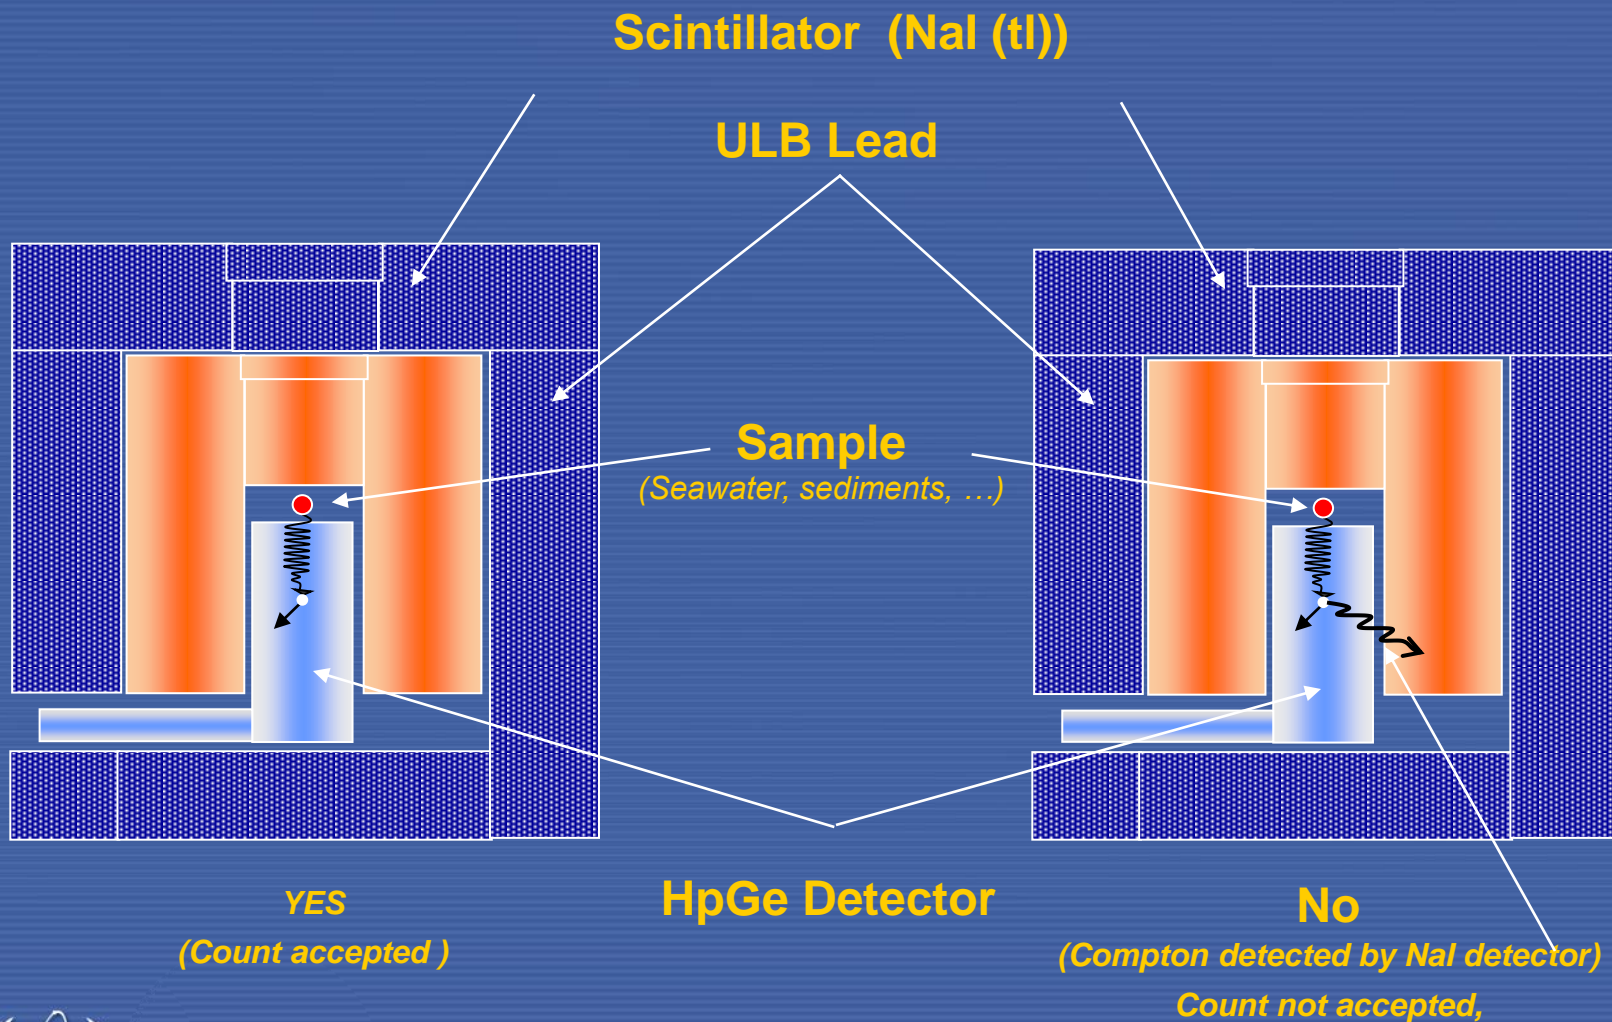 Scintillator (NaI (tl))
ULB Lead
Sample
(Seawater, sediments, …)
HpGe Detector
YES
(Count accepted )
No
(Compton detected by NaI detector)
Count not accepted,